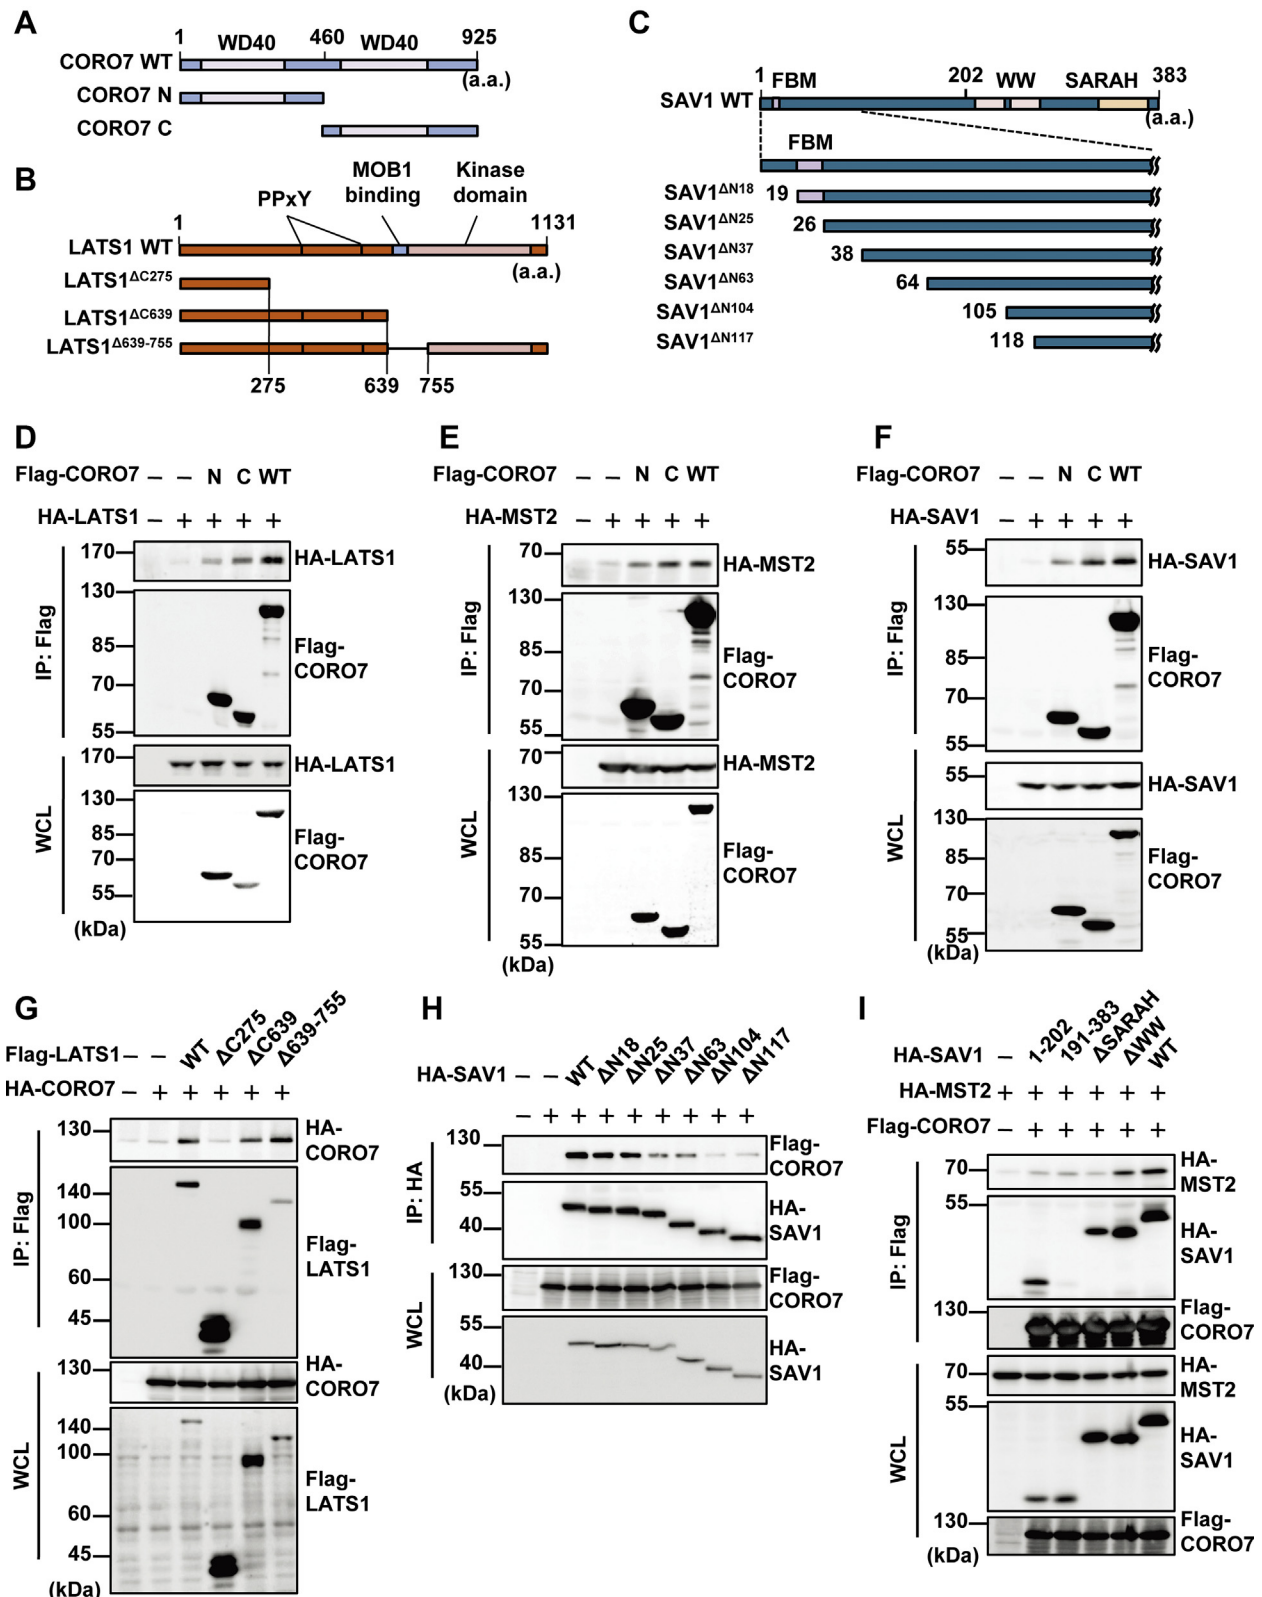 A
1 460 925
WD40 WD40
CORO7 WT
(a.a.)
CORO7 N
CORO7 C
B
PPxY
MOB1
binding
Kinase
domain
1 1131
LATS1 WT
(a.a.)
LATS1ΔC275
LATS1ΔC639
LATS1Δ639-755
275 639 755
C
1 FBM 202 WW SARAH 383
SAV1 WT
(a.a.)
FBM
SAV1ΔN18 19
SAV1ΔN25 26
SAV1ΔN37 38
SAV1ΔN63 64
SAV1ΔN104 105
SAV1ΔN117 118
D
Flag-CORO7 – – N C WT
HA-LATS1 – + + + +
IP: Flag
170 HA-LATS1
130
85
70
55
Flag-
CORO7
WCL
170 HA-LATS1
130
85
70
55
Flag-
CORO7
(kDa)
E
Flag-CORO7 – – N C WT
HA-MST2 – + + + +
IP: Flag
70 HA-MST2
130
85
70
55
Flag-
CORO7
WCL
70 HA-MST2
130
85
70
55
Flag-
CORO7
(kDa)
F
Flag-CORO7 – – N C WT
HA-SAV1 – + + + +
IP: Flag
55 HA-SAV1
130
85
70
55
Flag-
CORO7
WCL
55 HA-SAV1
130
85
70
55
Flag-
CORO7
(kDa)
G
Flag-LATS1 – – WT ΔC275 ΔC639 Δ639-755
HA-CORO7 – + + + + +
IP: Flag
130 HA-
CORO7
140
100
60
45
Flag-
LATS1
WCL
130 HA-
CORO7
140
100
60
45
Flag-
LATS1
(kDa)
H
HA-SAV1 – – WT ΔN18 ΔN25 ΔN37 ΔN63 ΔN104 ΔN117
– + + + + + + + +
IP: HA
130 Flag-
CORO7
55
40
HA-
SAV1
WCL
130 Flag-
CORO7
55
40
HA-
SAV1
(kDa)
I
HA-SAV1 – 1-202 191-383 ΔSARAH ΔWW WT
HA-MST2 + + + + + +
Flag-CORO7 – + + + + +
IP: Flag
70 HA-
MST2
55 HA-
SAV1
130 Flag-
CORO7
WCL
70 HA-
MST2
55 HA-
SAV1
130 Flag-
CORO7
(kDa)